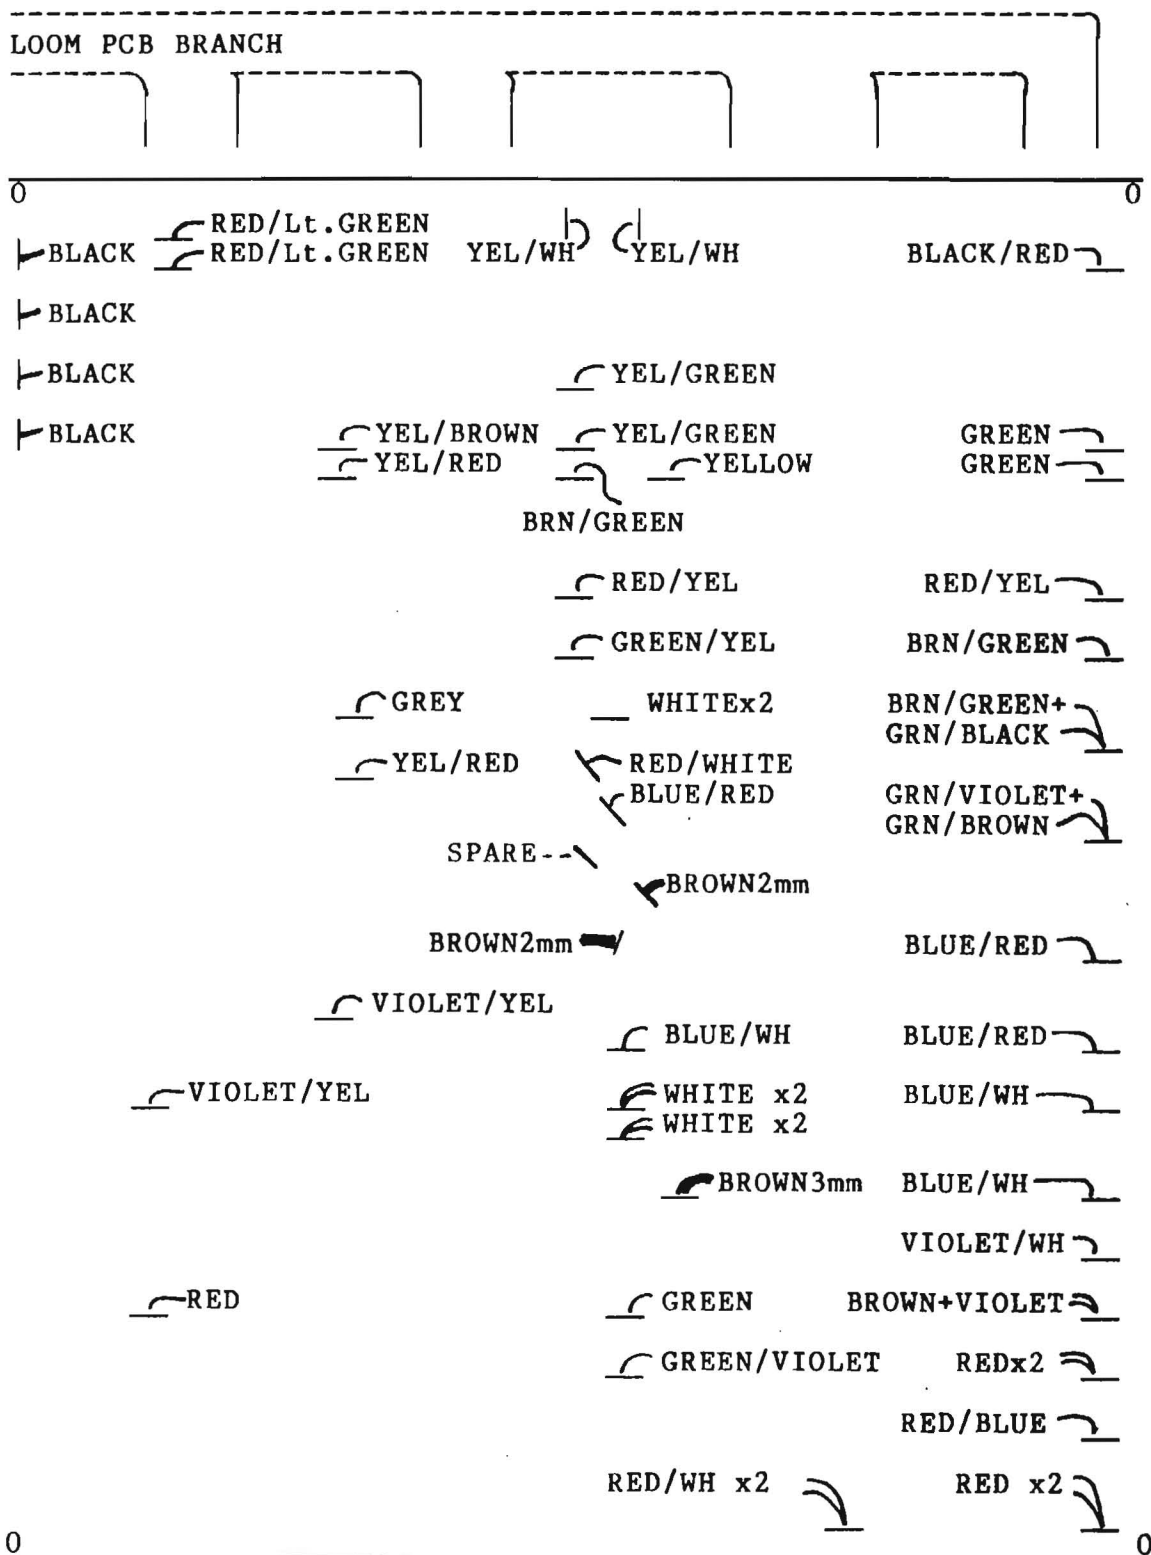 LOOM PCB BRANCH
0 0
RED/Lt.GREEN
BLACK RED/Lt.GREEN YEL/WH YEL/WH BLACK/RED
BLACK
BLACK YEL/GREEN
BLACK YEL/BROWN YEL/GREEN GREEN
YEL/RED YELLOW GREEN
BRN/GREEN
RED/YEL RED/YEL
GREEN/YEL BRN/GREEN
GREY WHITEx2 BRN/GREEN+
GRN/BLACK
YEL/RED RED/WHITE
BLUE/RED GRN/VIOLET+
GRN/BROWN
SPARE--
BROWN2mm
BROWN2mm BLUE/RED
VIOLET/YEL
BLUE/WH BLUE/RED
VIOLET/YEL WHITE x2 BLUE/WH
WHITE x2
BROWN3mm BLUE/WH
VIOLET/WH
RED GREEN BROWN+VIOLET
GREEN/VIOLET REDx2
RED/BLUE
RED/WH x2 RED x2
0 0